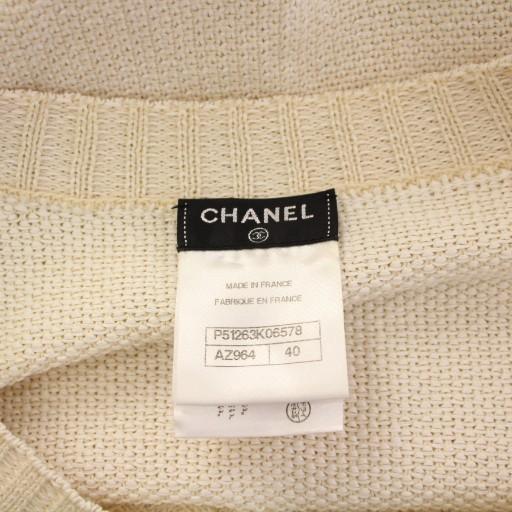 CHANEL
MADE IN FRANCE
FABRIQUE EN FRANCE
P51263K06578
AZ964 40